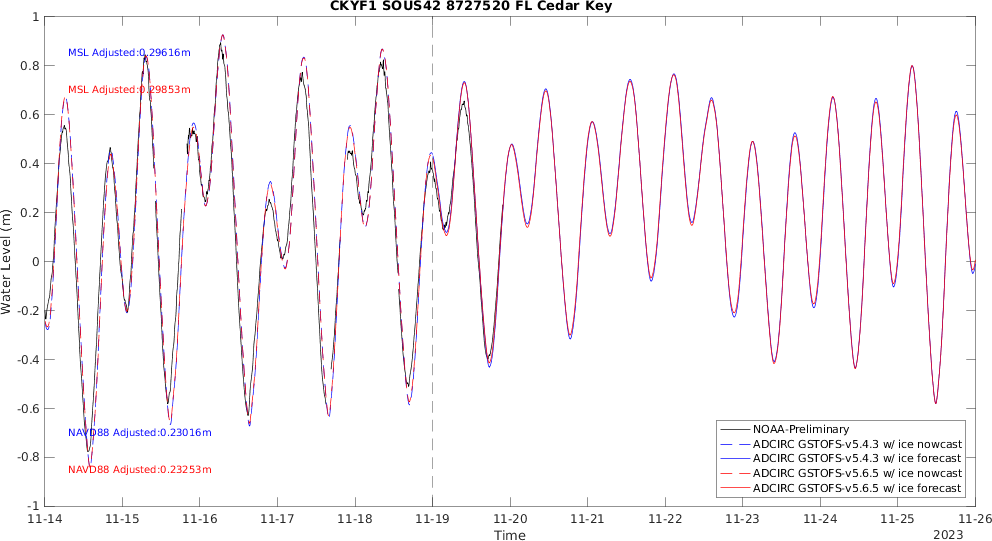 CKYF1 SOUS42 8727520 FL Cedar Key
1
0.8
0.6
0.4
0.2
0
-0.2
-0.4
-0.6
-0.8
-1
Water Level (m)
MSL Adjusted:0.29616m
MSL Adjusted:0.29853m
NAVD88 Adjusted:0.23016m
NAVD88 Adjusted:0.23253m
NOAA-Preliminary
ADCIRC GSTOFS-v5.4.3 w/ ice nowcast
ADCIRC GSTOFS-v5.4.3 w/ ice forecast
ADCIRC GSTOFS-v5.6.5 w/ ice nowcast
ADCIRC GSTOFS-v5.6.5 w/ ice forecast
11-14 11-15 11-16 11-17 11-18 11-19 11-20 11-21 11-22 11-23 11-24 11-25 11-26
Time
2023